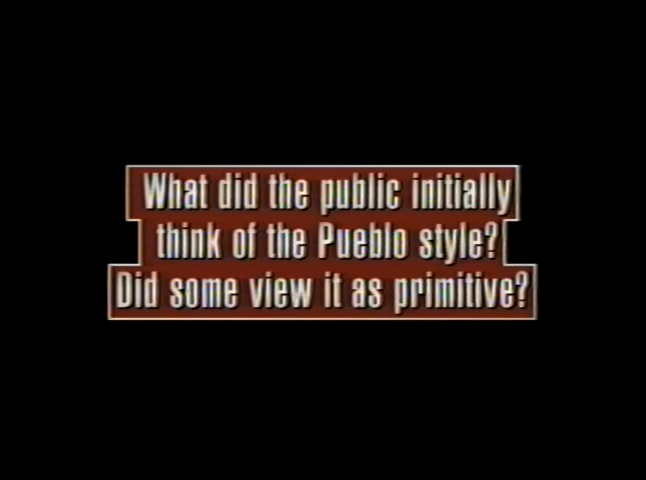 What did the public initially
think of the Pueblo style?
Did some view it as primitive?